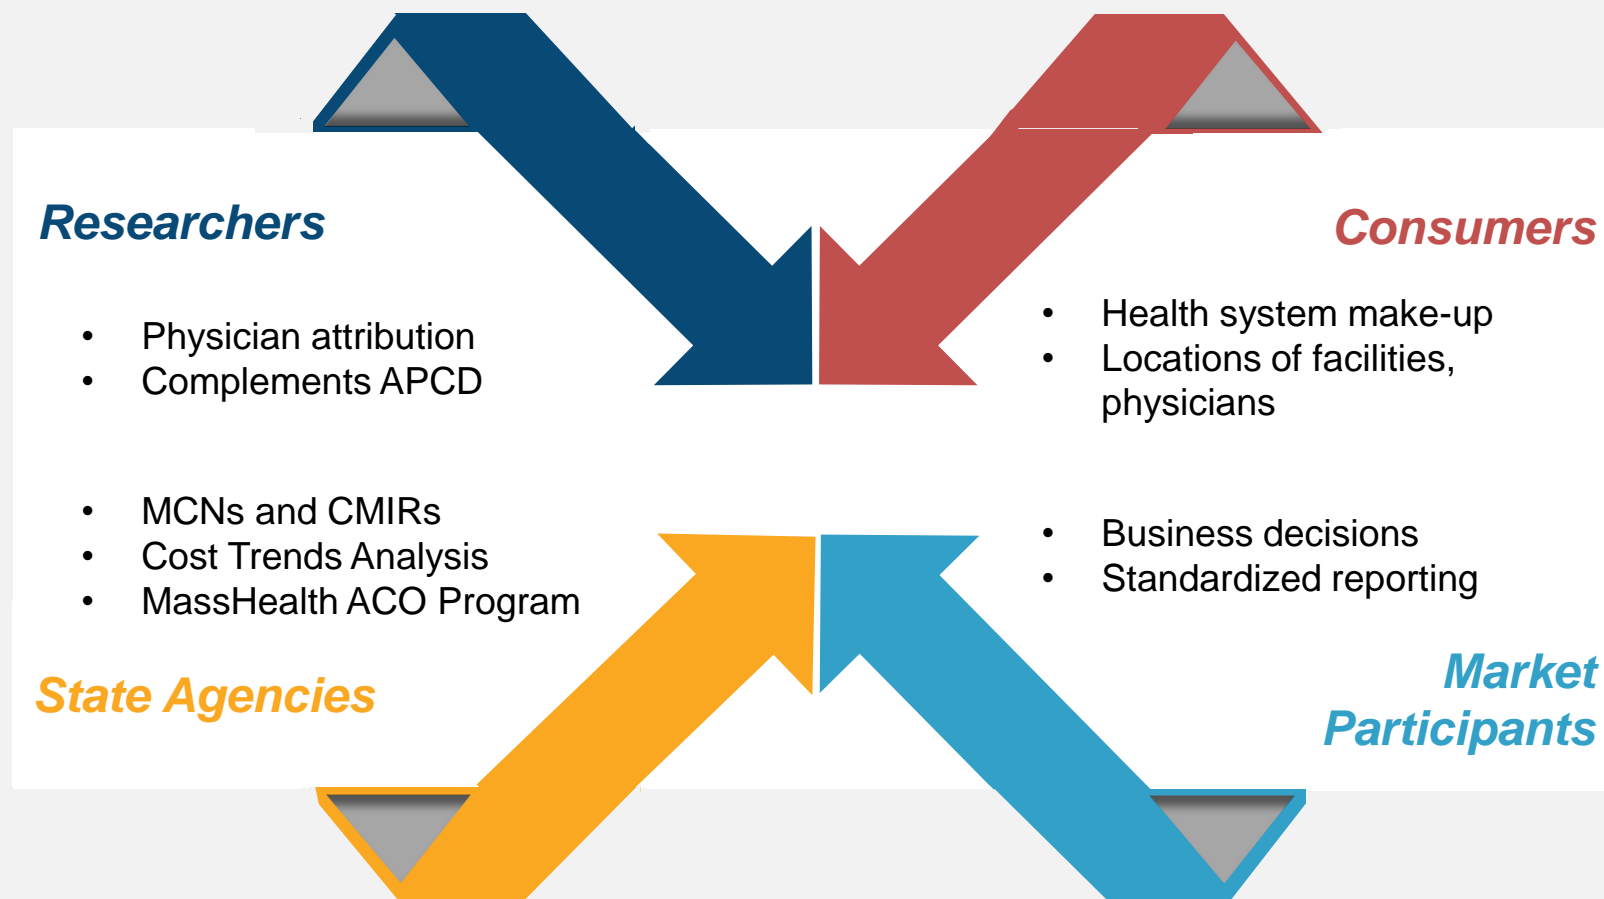 Researchers
• Physician attribution
• Complements APCD
• MCNs and CMIRs
• Cost Trends Analysis
• MassHealth ACO Program
State Agencies
Consumers
• Health system make-up
• Locations of facilities,
physicians
• Business decisions
• Standardized reporting
Market
Participants